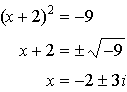 (x + 2)² = −9
x + 2 = ±√−9
x = −2 ± 3i